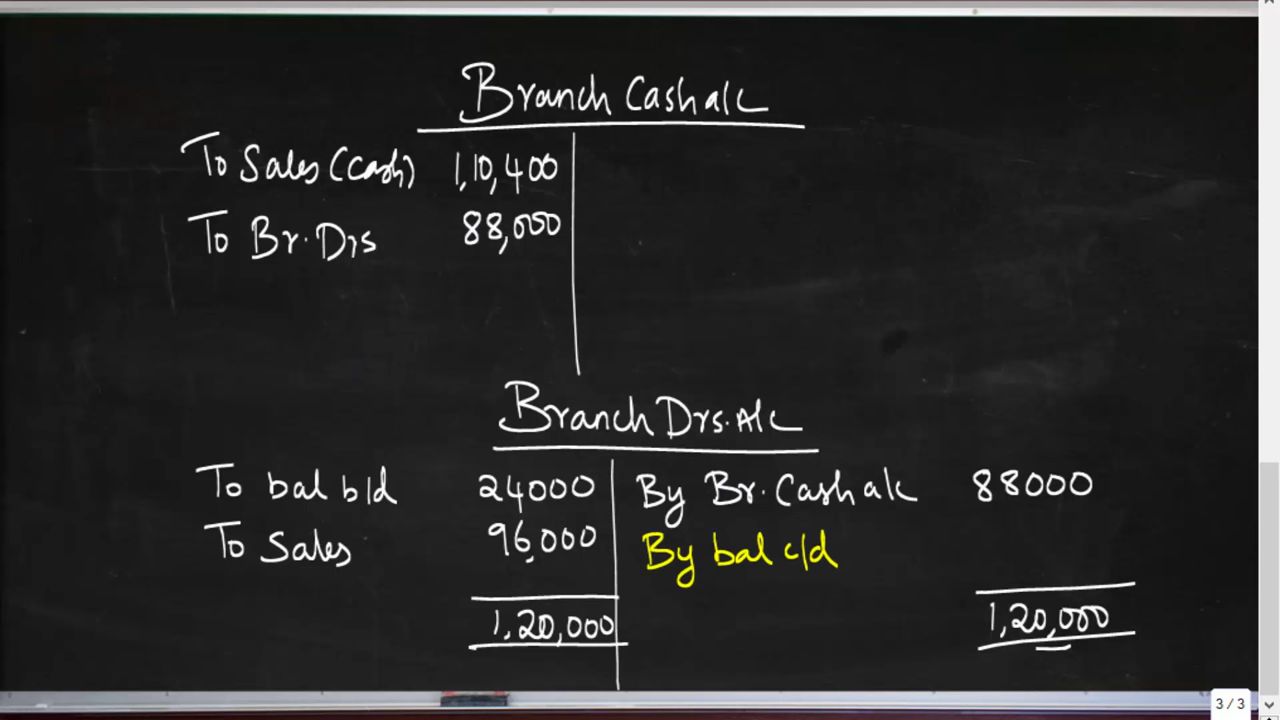 Branch Cash a/c
To Sales (Cash) 1,10,400
To Br. Drs 88,000
Branch Drs. A/c
To bal b/d 24000 By Br. Cash a/c 88000
To Sales 96,000 By bal c/d
1,20,000 1,20,000
3 / 3